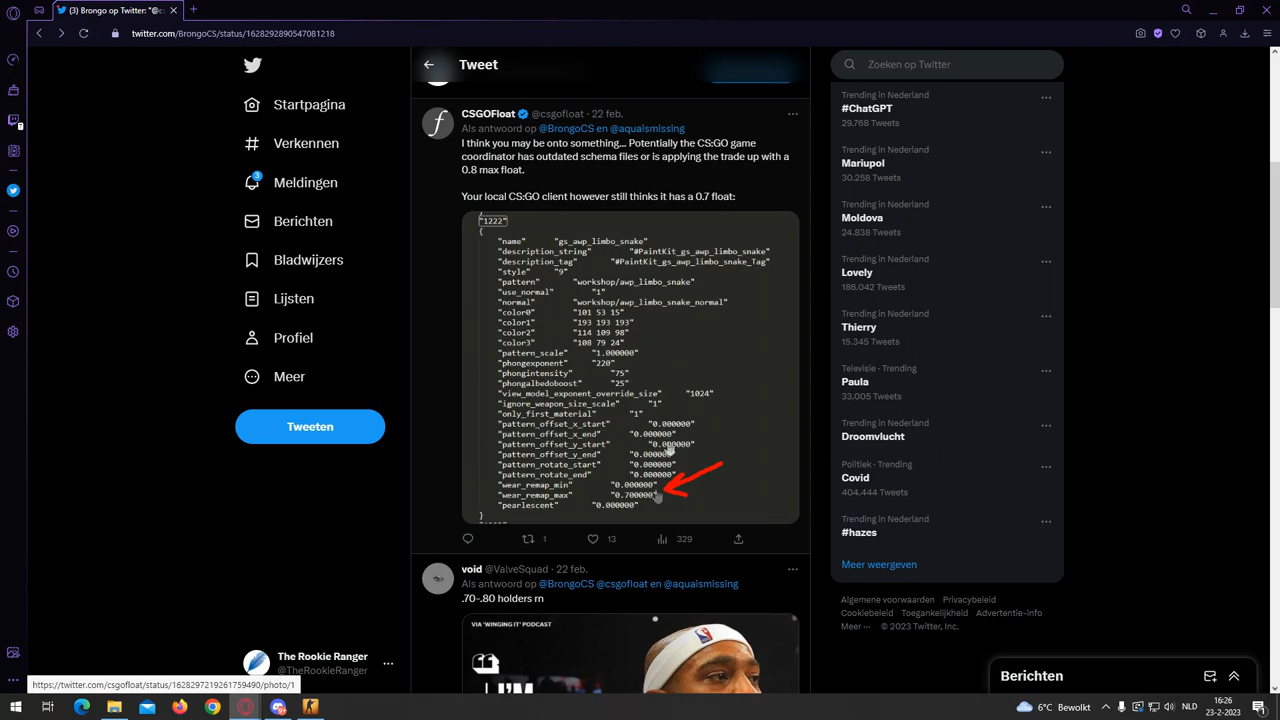 (3) Brongo op Twitter: "@cs
twitter.com/BrongoCS/status/1628292890547081218
Startpagina
Verkennen
3
Meldingen
Berichten
Bladwijzers
Lijsten
Profiel
Meer
Tweeten
The Rookie Ranger
@TheRookieRanger
https://twitter.com/csgofloat/status/1628297219261759490/photo/1
Tweet
CSGOFloat @csgofloat · 22 feb.
Als antwoord op @BrongoCS en @aquaismissing
I think you may be onto something... Potentially the CS:GO game
coordinator has outdated schema files or is applying the trade up with a
0.8 max float.
Your local CS:GO client however still thinks it has a 0.7 float:
"1222"
{
"name" "gs_awp_limbo_snake"
"description_string" "#PaintKit_gs_awp_limbo_snake"
"description_tag" "#PaintKit_gs_awp_limbo_snake_Tag"
"style" "9"
"pattern" "workshop/awp_limbo_snake"
"use_normal" "1"
"normal" "workshop/awp_limbo_snake_normal"
"color0" "101 53 15"
"color1" "193 193 193"
"color2" "114 109 98"
"color3" "108 79 24"
"pattern_scale" "1.000000"
"phongexponent" "220"
"phongintensity" "75"
"phongalbedoboost" "25"
"view_model_exponent_override_size" "1024"
"ignore_weapon_size_scale" "1"
"only_first_material" "1"
"pattern_offset_x_start" "0.000000"
"pattern_offset_x_end" "0.000000"
"pattern_offset_y_start" "0.000000"
"pattern_offset_y_end" "0.000000"
"pattern_rotate_start" "0.000000"
"pattern_rotate_end" "0.000000"
"wear_remap_min" "0.000000"
"wear_remap_max" "0.700000"
"pearlescent" "0.000000"
}
1
13
329
void @ValveSquad · 22 feb.
Als antwoord op @BrongoCS @csgofloat en @aquaismissing
.70-.80 holders rn
VIA 'WINGING IT' PODCAST
I'M
Zoeken op Twitter
Trending in Nederland
#ChatGPT
29.768 Tweets
Trending in Nederland
Mariupol
30.258 Tweets
Trending in Nederland
Moldova
24.838 Tweets
Trending in Nederland
Lovely
186.042 Tweets
Trending in Nederland
Thierry
15.345 Tweets
Televisie · Trending
Paula
33.005 Tweets
Trending in Nederland
Droomvlucht
Politiek · Trending
Covid
404.444 Tweets
Trending in Nederland
#hazes
Meer weergeven
Algemene voorwaarden Privacybeleid
Cookiebeleid Toegankelijkheid Advertentie-info
Meer ··· © 2023 Twitter, Inc.
Berichten
6°C Bewolkt
NLD
16:26
23-2-2023
1